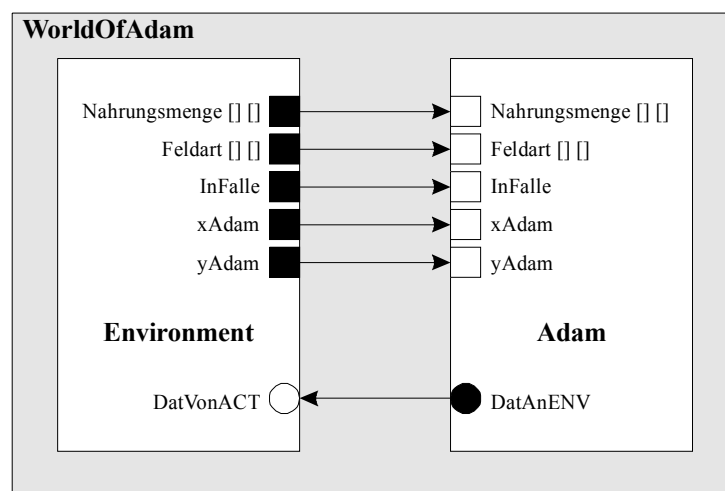 WorldOfAdam
Nahrungsmenge [] []
Feldart [] []
InFalle
xAdam
yAdam
Environment
DatVonACT
Nahrungsmenge [] []
Feldart [] []
InFalle
xAdam
yAdam
Adam
DatAnENV